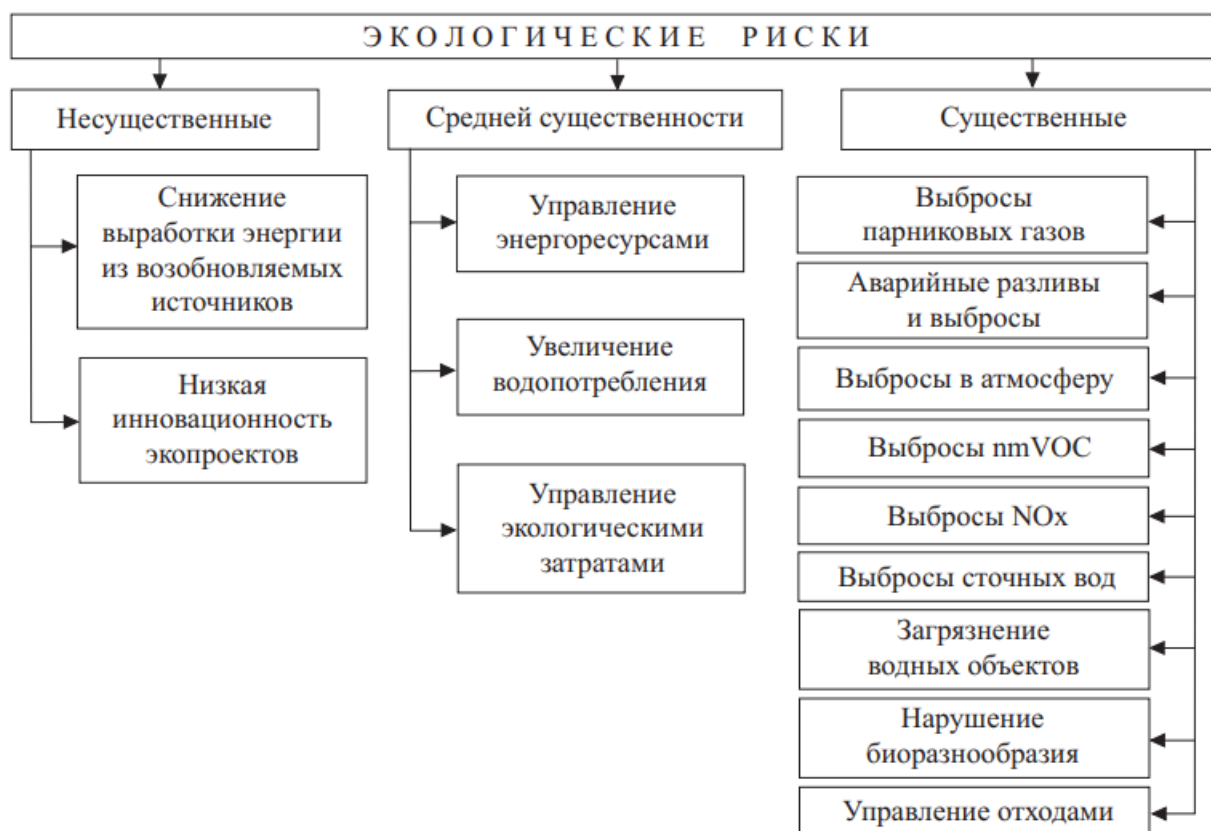 ЭКОЛОГИЧЕСКИЕ РИСКИ
Несущественные
Снижение
выработки энергии
из возобновляемых
источников
Низкая
инновационность
экопроектов
Средней существенности
Управление
энергоресурсами
Увеличение
водопотребления
Управление
экологическими
затратами
Существенные
Выбросы
парниковых газов
Аварийные разливы
и выбросы
Выбросы в атмосферу
Выбросы nmVOC
Выбросы NOx
Выбросы сточных вод
Загрязнение
водных объектов
Нарушение
биоразнообразия
Управление отходами